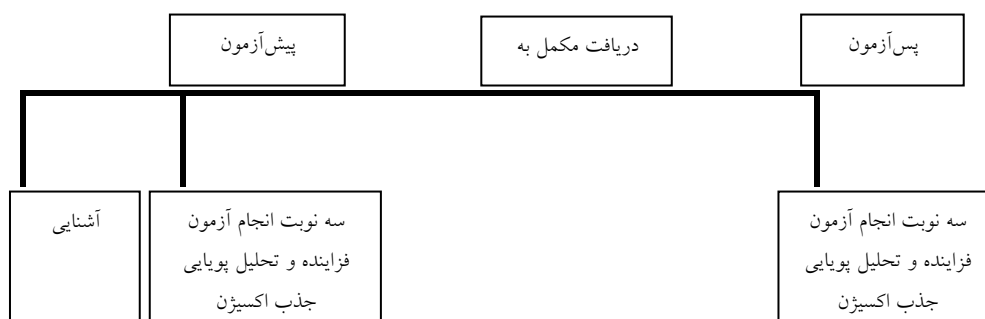 پیش‌آزمون
دریافت مکمل به
پس‌آزمون
آشنایی
سه نوبت انجام آزمون
فزاینده و تحلیل پویایی
جذب اکسیژن
سه نوبت انجام آزمون
فزاینده و تحلیل پویایی
جذب اکسیژن